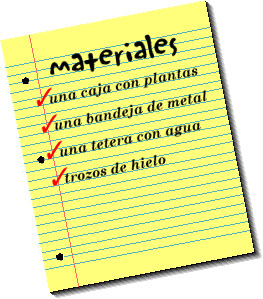 materiales
una caja con plantas
una bandeja de metal
una tetera con agua
trozos de hielo